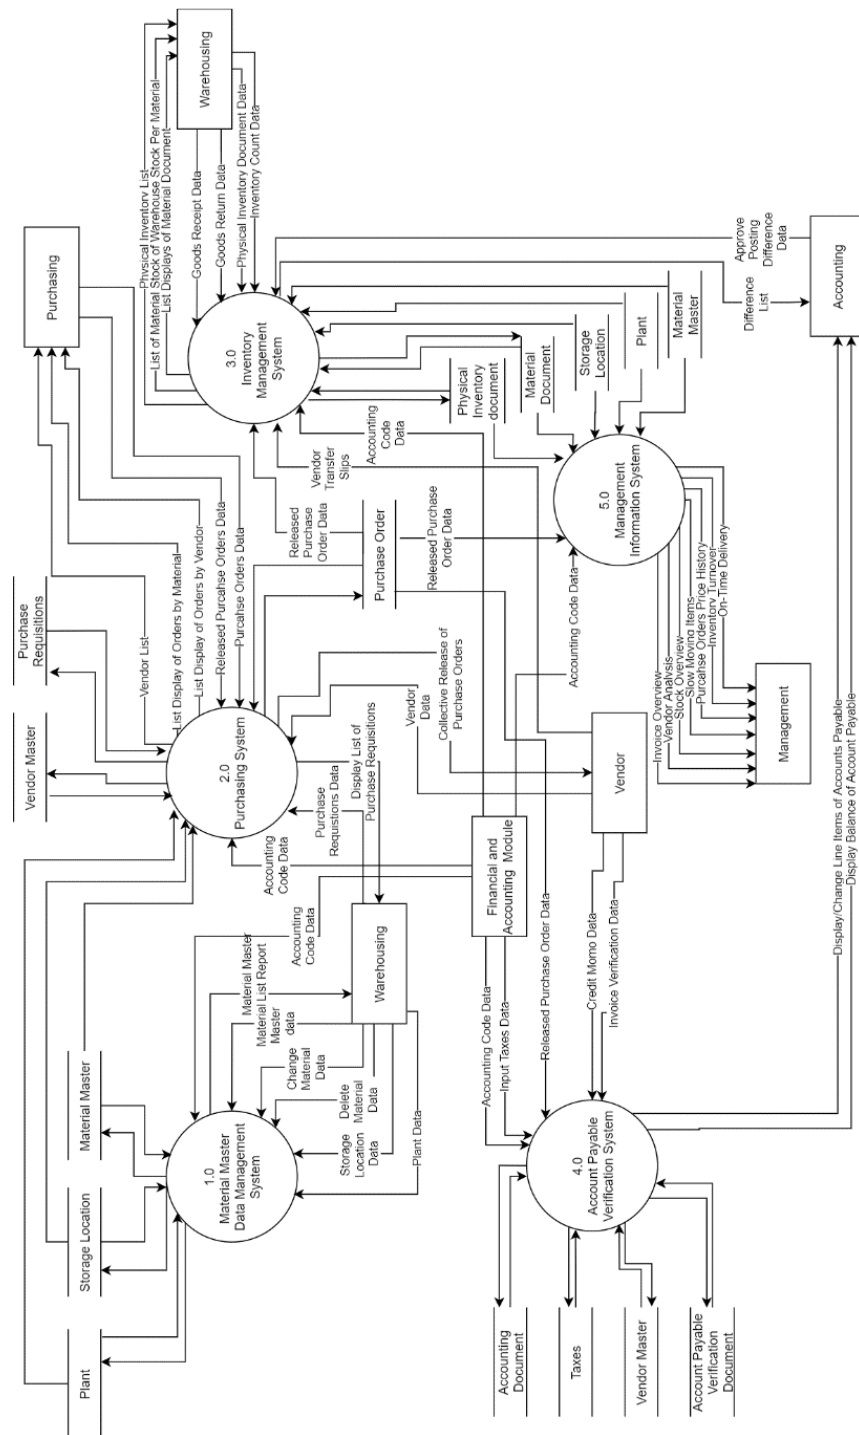 Plant
Storage Location
Material Master
Vendor Master
Purchase
Requisitions
Purchasing
Vendor List
List Display of Orders by Material
List Display of Orders by Vendor
Released Purcahse Orders Data
Purcahse Orders Data
Physical Inventory List
List of Material Stock of Warehouse Stock Per Material
List Displays of Material Document
Warehousing
Goods Receipt Data
Goods Return Data
Physical Inventory Document Data
Inventory Count Data
1.0
Material Master
Data Management
System
2.0
Purchasing System
3.0
Inventory
Management
System
Material Master
Material List Report
Master
data
Change
Material
Data
Delete
Material
Data
Storage
Location
Data
Plant Data
Warehousing
Accounting
Code Data
Accounting
Code Data
Purchase
Requistions Data
Display List of
Purchase Requisitions
Vendor
Data
Collective Release of
Purchase Orders
Released
Purchase
Order Data
Purchase Order
Released Purchase
Order Data
Vendor
Transfer
Slips
Accounting
Code Data
Physical
Inventory
document
Material
Document
Storage
Location
Plant
Material
Master
Approve
Posting
Difference
Data
Difference
List
Accounting
Financial and
Accounting Module
Accounting Code Data
Input Taxes Data
Released Purchase Order Data
Accounting Code Data
Vendor
Credit Momo Data
Invoice Verification Data
5.0
Management
Information System
4.0
Account Payable
Verification System
Accounting
Document
Taxes
Vendor Master
Account Payable
Verification
Document
Invoice Overview
Vendor Analysis
Stock Overview
Slow Moving Items
Purcahse Orders Price History
Inventory Turnover
On-Time Delivery
Management
Display/Change Line Items of Accounts Payable
Display Balance of Account Payable